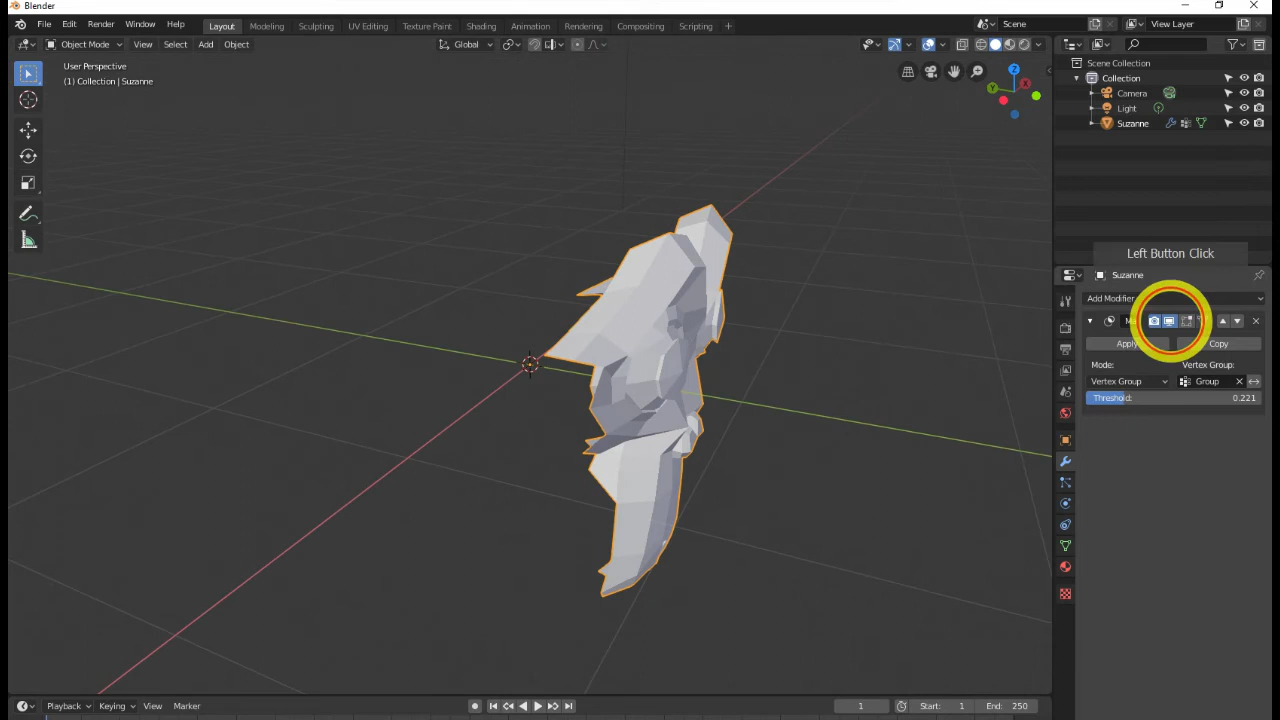 Blender
File Edit Render Window Help
Layout Modeling Sculpting UV Editing Texture Paint Shading Animation Rendering Compositing Scripting +
Scene
View Layer
Object Mode View Select Add Object
Global
User Perspective
(1) Collection | Suzanne
Z
X
Y
Scene Collection
Collection
Camera
Light
Suzanne
Left Button Click
Suzanne
Add Modifier
Apply Copy
Mode: Vertex Group:
Vertex Group Group
Threshold: 0.221
Playback Keying View Marker
1
Start: 1
End: 250